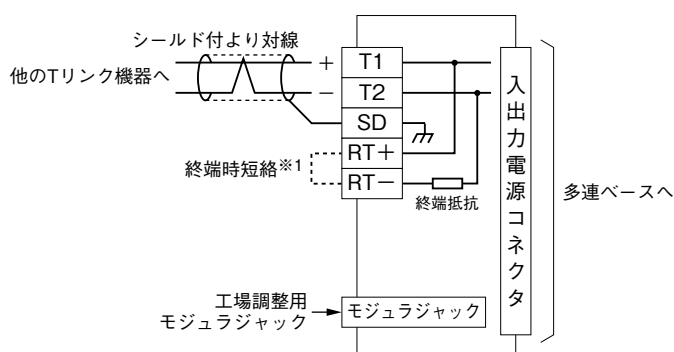 シールド付より対線
他のTリンク機器へ
+
−
T1
T2
SD
RT+
RT−
終端時短絡※1
終端抵抗
入出力電源コネクタ
多連ベースへ
工場調整用
モジュラジャック
モジュラジャック